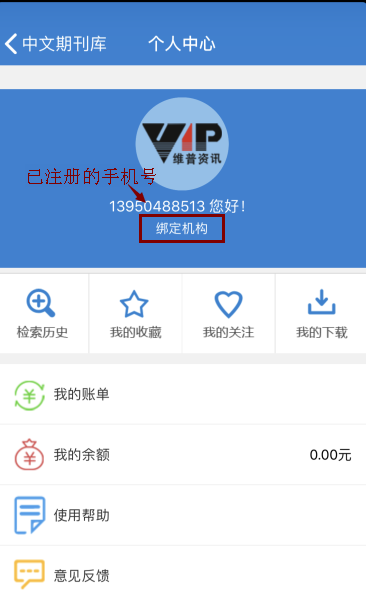 中文期刊库 个人中心
VIP
维普资讯
已注册的手机号
13950488513 您好！
绑定机构
检索历史 我的收藏 我的关注 我的下载
我的账单
我的余额 0.00元
使用帮助
意见反馈